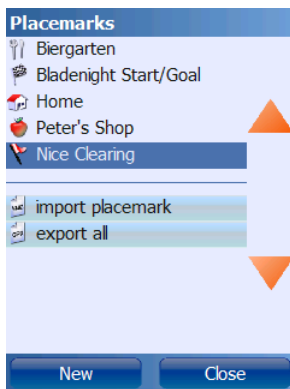 Placemarks
Biergarten
Bladenight Start/Goal
Home
Peter's Shop
Nice Clearing
import placemark
export all
New Close